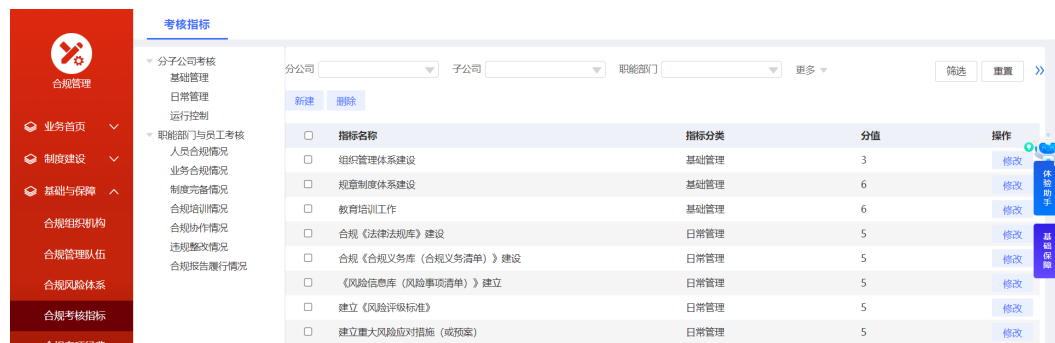 考核指标
合规管理
业务首页
制度建设
基础与保障
合规组织机构
合规管理队伍
合规风险体系
合规考核指标
分子公司考核
基础管理
日常管理
运行控制
职能部门与员工考核
人员合规情况
业务合规情况
制度完备情况
合规培训情况
合规协作情况
违规整改情况
合规报告履行情况
分公司 子公司 职能部门 更多 筛选 重置
新建 删除
指标名称 指标分类 分值 操作
组织管理体系建设 基础管理 3 修改
规章制度体系建设 基础管理 6 修改
教育培训工作 基础管理 6 修改
合规《法律法规库》建设 日常管理 5 修改
合规《合规义务库(合规义务清单)》建设 日常管理 5 修改
《风险信息库(风险事项清单)》建立 日常管理 5 修改
建立《风险评级标准》 日常管理 5 修改
建立重大风险应对措施(或预案) 日常管理 5 修改
体验助手
基础保障